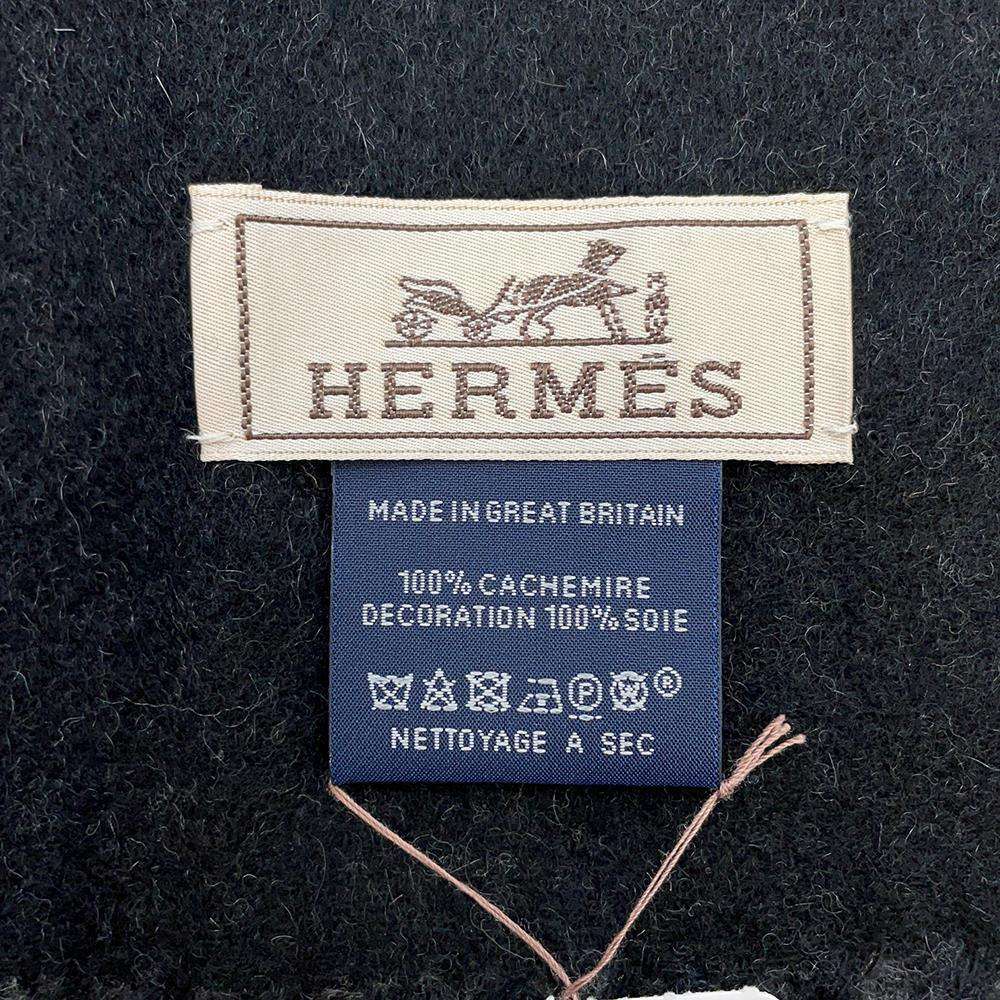 HERMÈS
MADE IN GREAT BRITAIN
100% CACHEMIRE
DECORATION 100% SOIE
P W ®
NETTOYAGE A SEC